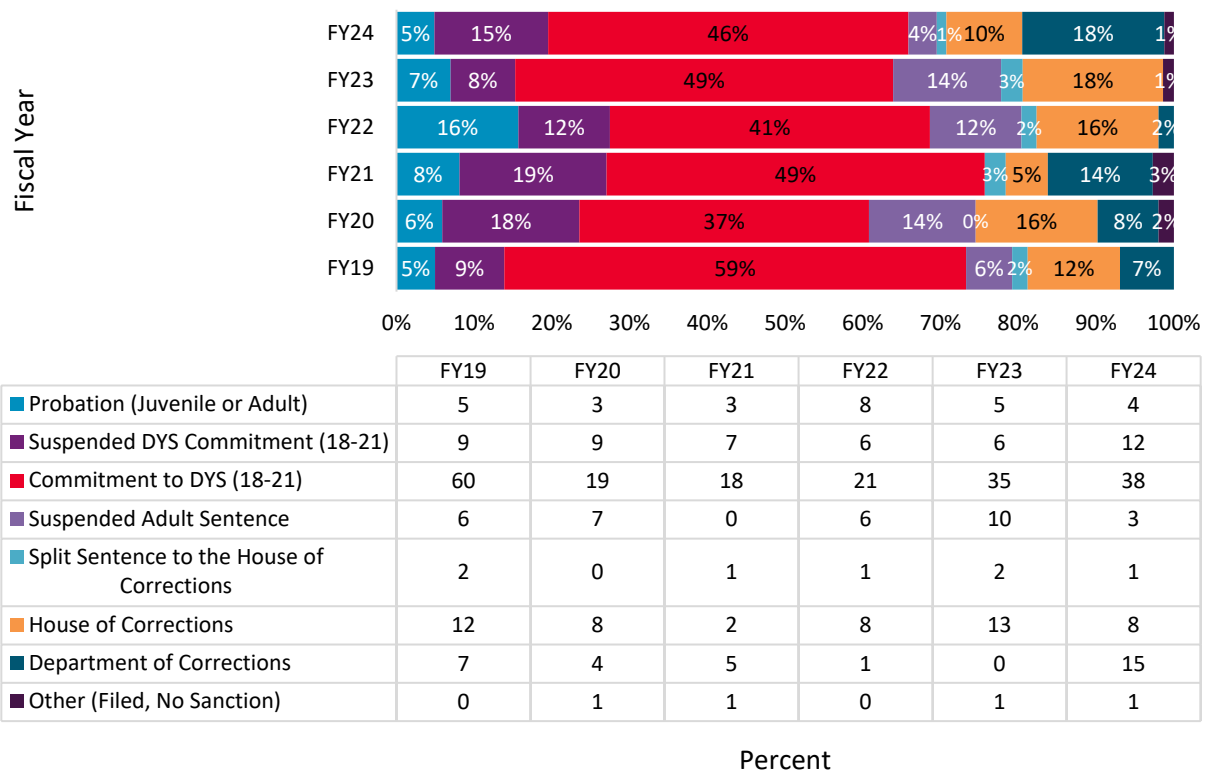 Fiscal Year
FY24 5% 15% 46% 4% 1% 10% 18% 1%
FY23 7% 8% 49% 14% 3% 18% 1%
FY22 16% 12% 41% 12% 2% 16% 2%
FY21 8% 19% 49% 3% 5% 14% 3%
FY20 6% 18% 37% 14% 0% 16% 8% 2%
FY19 5% 9% 59% 6% 2% 12% 7%
0% 10% 20% 30% 40% 50% 60% 70% 80% 90% 100%
FY19 FY20 FY21 FY22 FY23 FY24
Probation (Juvenile or Adult) 5 3 3 8 5 4
Suspended DYS Commitment (18-21) 9 9 7 6 6 12
Commitment to DYS (18-21) 60 19 18 21 35 38
Suspended Adult Sentence 6 7 0 6 10 3
Split Sentence to the House of
Corrections 2 0 1 1 2 1
House of Corrections 12 8 2 8 13 8
Department of Corrections 7 4 5 1 0 15
Other (Filed, No Sanction) 0 1 1 0 1 1
Percent